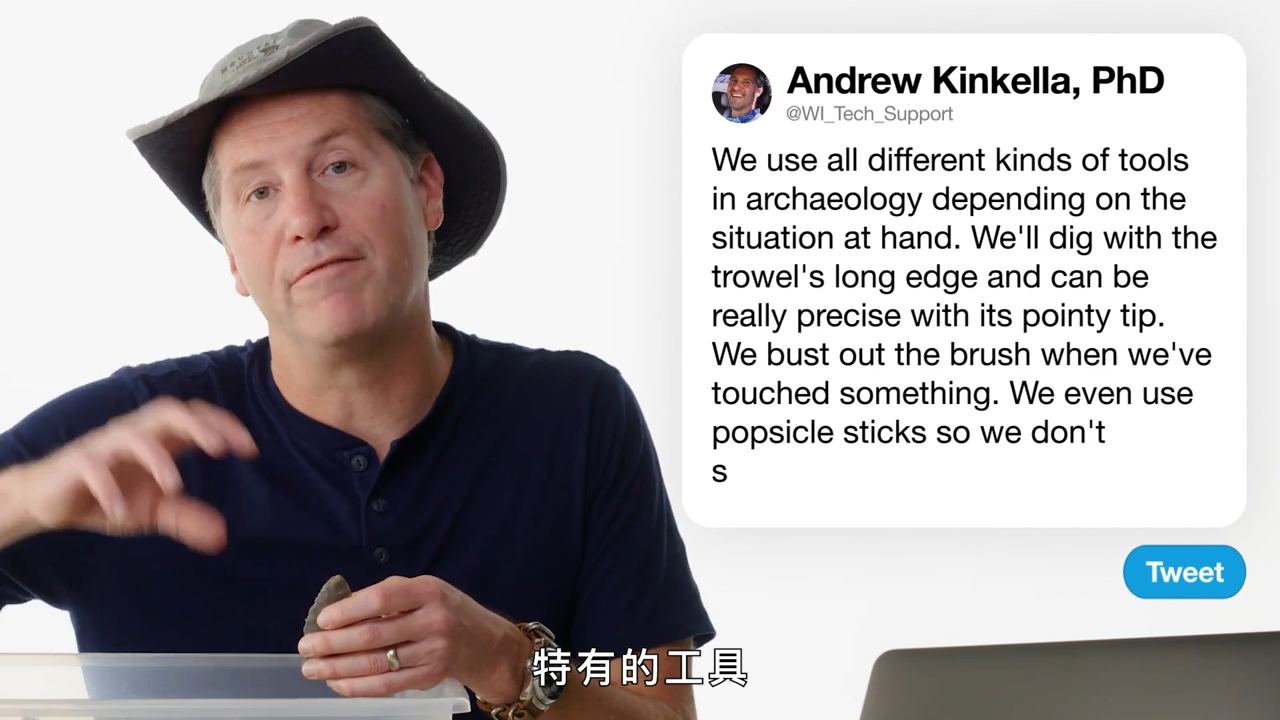 Andrew Kinkella, PhD
@WI_Tech_Support
We use all different kinds of tools
in archaeology depending on the
situation at hand. We'll dig with the
trowel's long edge and can be
really precise with its pointy tip.
We bust out the brush when we've
touched something. We even use
popsicle sticks so we don't
s
Tweet
特有的工具